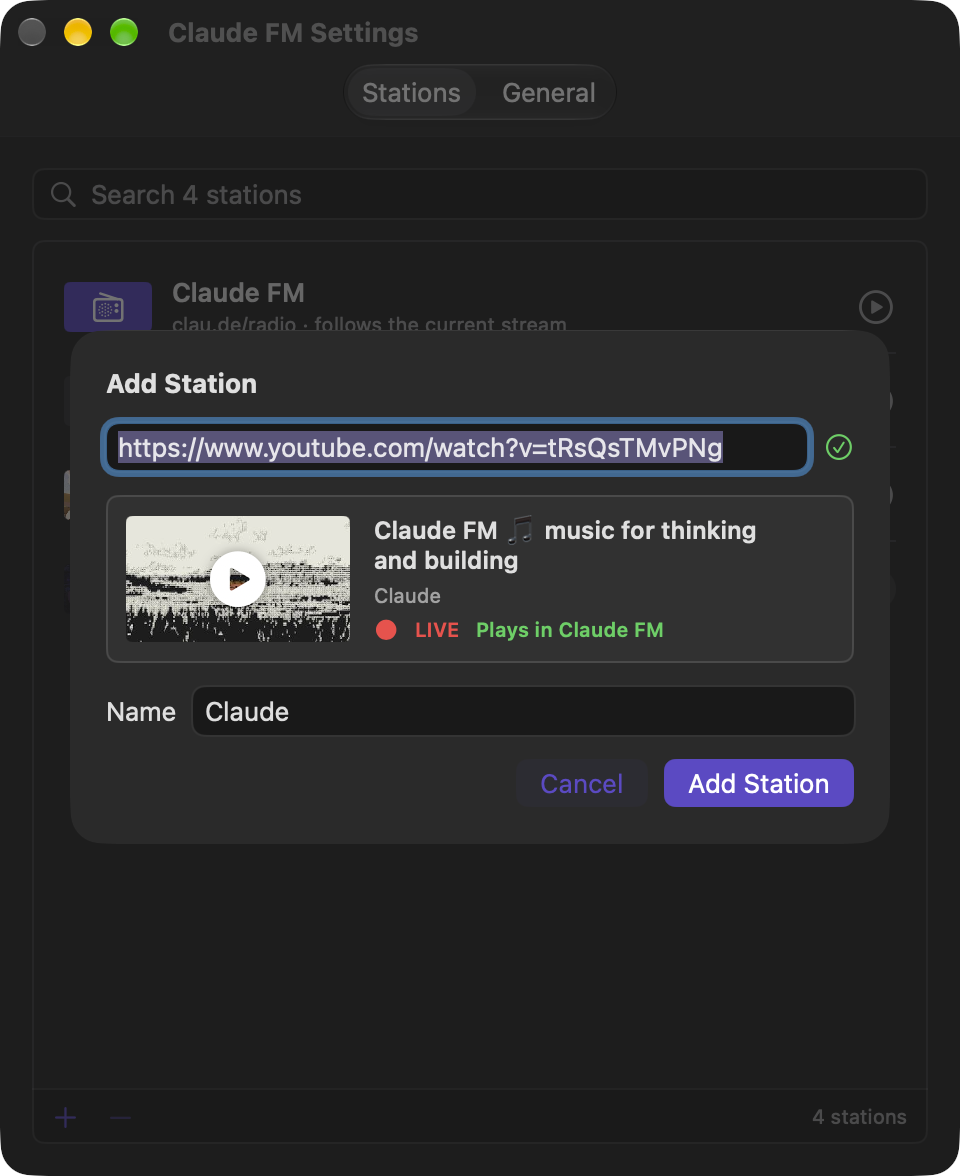 Claude FM Settings
Stations
General
Search 4 stations
Claude FM
clau.de/radio · follows the current stream
Add Station
https://www.youtube.com/watch?v=tRsQsTMvPNg
Claude FM 🎵 music for thinking
and building
Claude
LIVE Plays in Claude FM
Name
Claude
Cancel
Add Station
4 stations